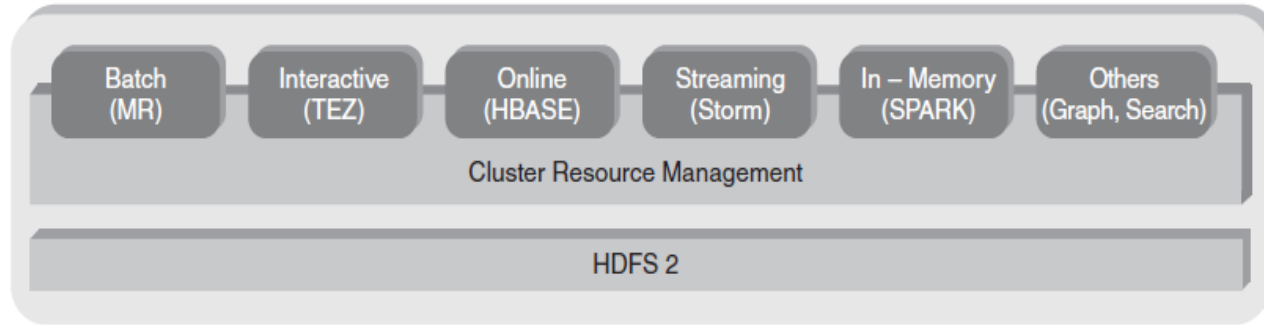 Batch
(MR)
Interactive
(TEZ)
Online
(HBASE)
Streaming
(Storm)
In – Memory
(SPARK)
Others
(Graph, Search)
Cluster Resource Management
HDFS 2